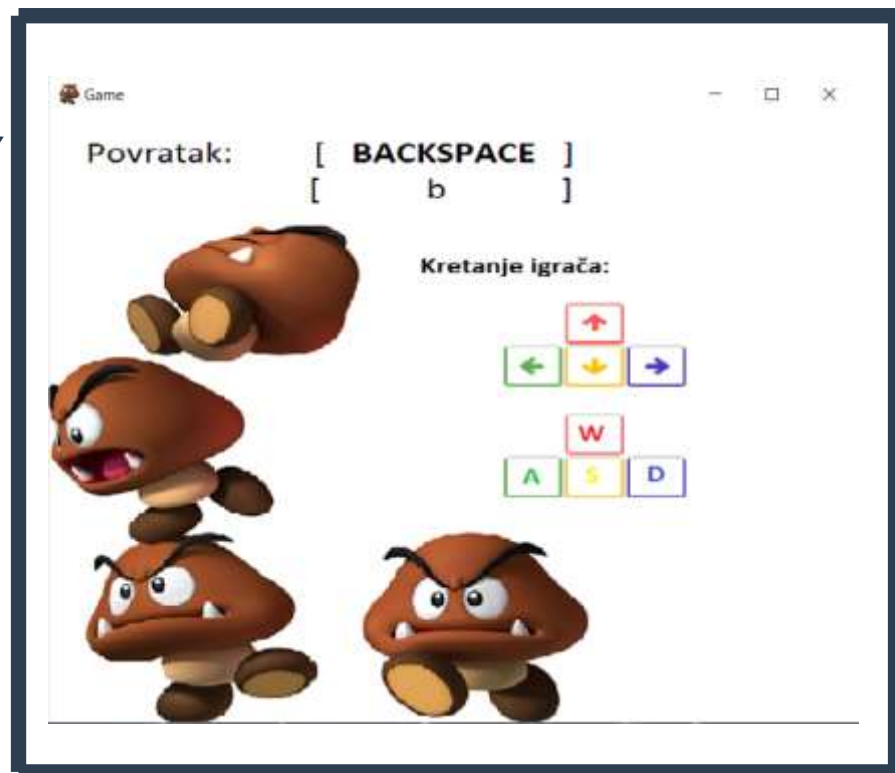 Game
Povratak: [ BACKSPACE ]
[ b ]
Kretanje igrača:
W
A S D